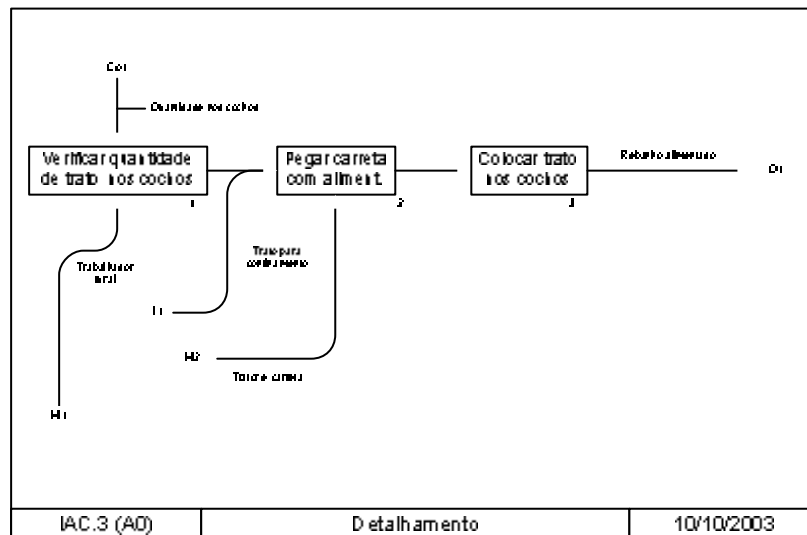 Co1
Quantidade nos cochos
Verificar quantidade
de trato nos cochos
1
Pegar carreta
com aliment.
2
Colocar trato
nos cochos
3
Rebanho alimentado
O1
Trabalhador
rural
Trato para
confinamento
I1
M2
Trator e carreta
M1
IAC.3 (A0)
Detalhamento
10/10/2003